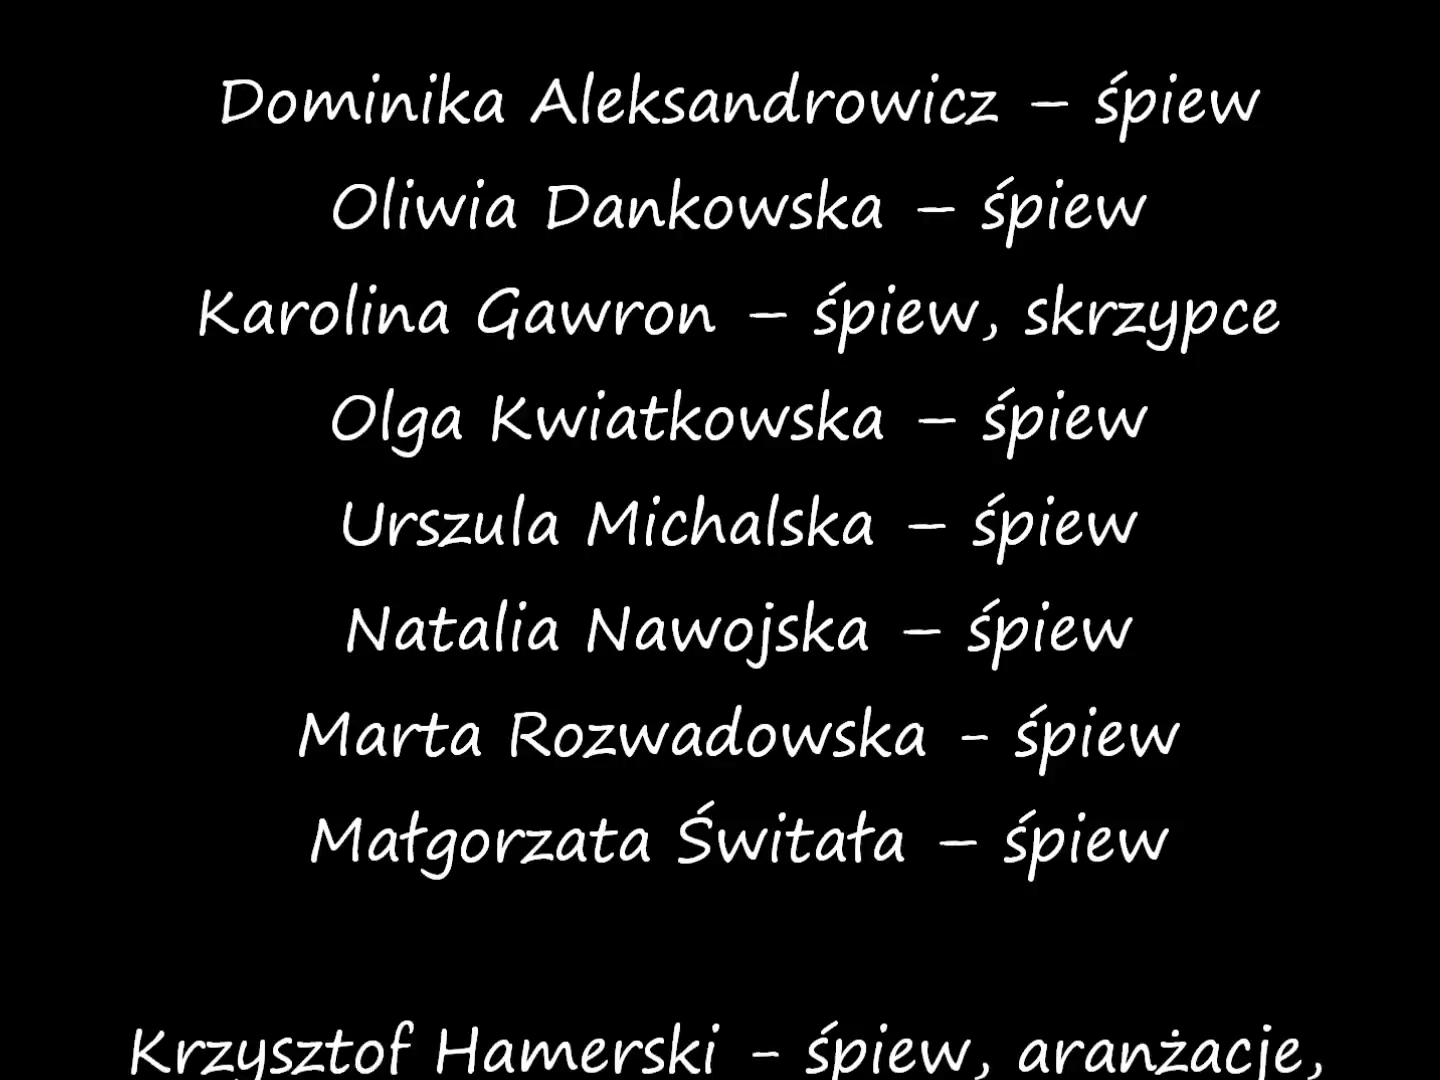 Dominika Aleksandrowicz – śpiew
Oliwia Dankowska – śpiew
Karolina Gawron – śpiew, skrzypce
Olga Kwiatkowska – śpiew
Urszula Michalska – śpiew
Natalia Nawojska – śpiew
Marta Rozwadowska - śpiew
Małgorzata Świtała – śpiew
Krzysztof Hamerski - śpiew, aranżacje,